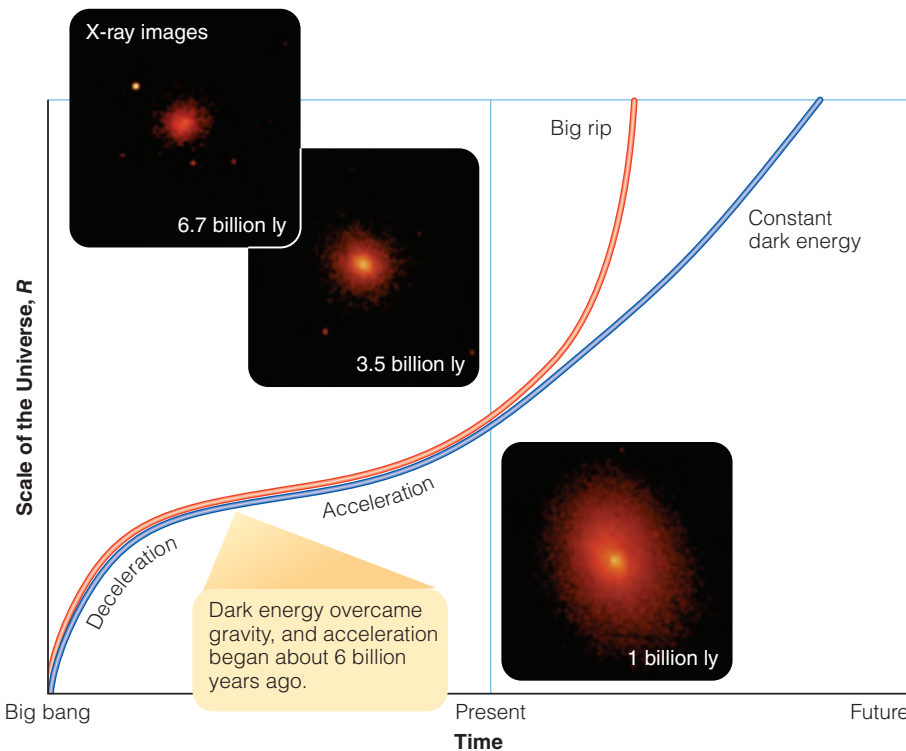 X-ray images
6.7 billion ly
3.5 billion ly
Big rip
Constant
dark energy
Scale of the Universe, R
Deceleration
Acceleration
Dark energy overcame
gravity, and acceleration
began about 6 billion
years ago.
1 billion ly
Big bang
Present
Future
Time